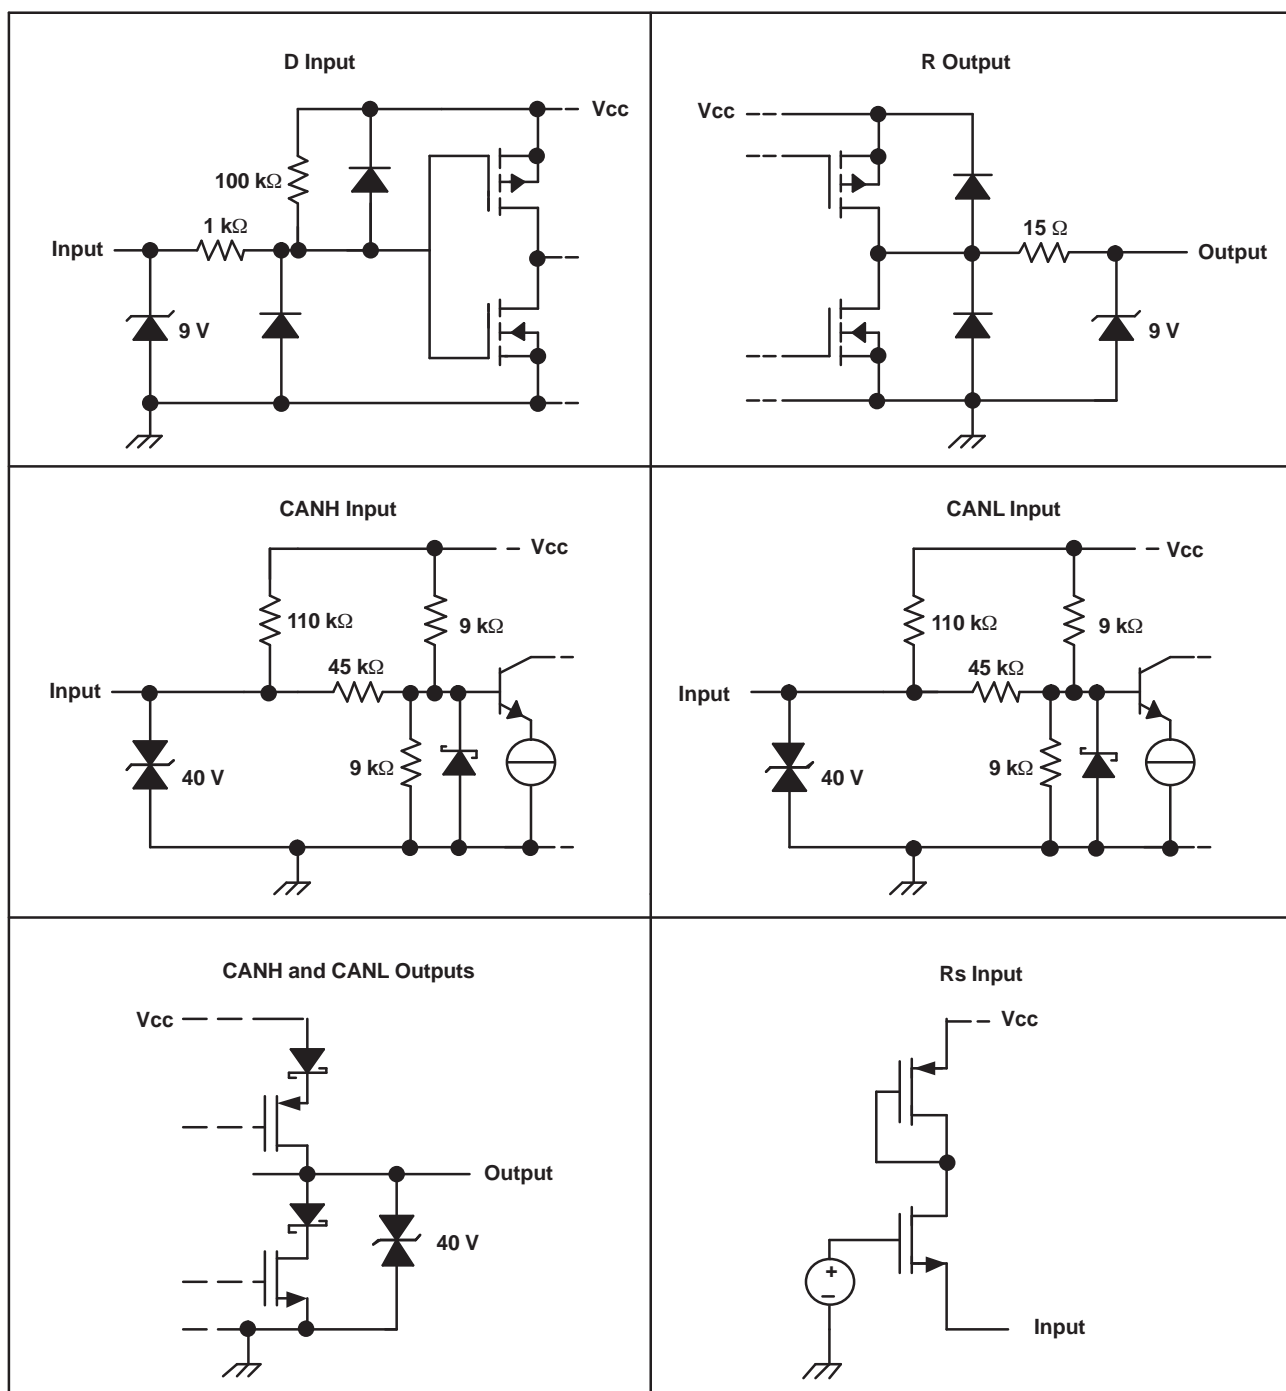 D Input
Vcc
100 kΩ
1 kΩ
Input
9 V
R Output
Vcc
15 Ω
Output
9 V
CANH Input
Vcc
110 kΩ
9 kΩ
45 kΩ
Input
9 kΩ
40 V
CANL Input
Vcc
110 kΩ
9 kΩ
45 kΩ
Input
9 kΩ
40 V
CANH and CANL Outputs
Vcc
Output
40 V
Rs Input
Vcc
+
−
Input